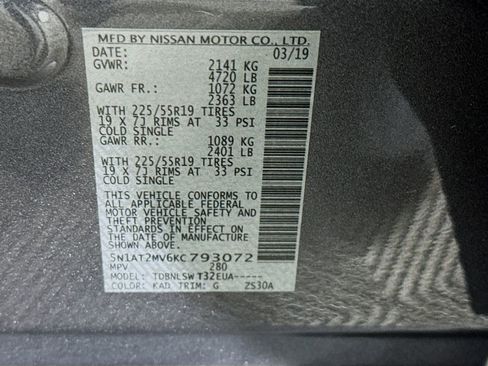 MFD BY NISSAN MOTOR CO., LTD.
DATE: 03/19
GVWR: 2141 KG
4720 LB
GAWR FR.: 1072 KG
2363 LB
WITH 225/55R19 TIRES
19 X 7J RIMS AT 33 PSI
COLD SINGLE
GAWR RR.: 1089 KG
2401 LB
WITH 225/55R19 TIRES
19 X 7J RIMS AT 33 PSI
COLD SINGLE
THIS VEHICLE CONFORMS TO
ALL APPLICABLE FEDERAL
MOTOR VEHICLE SAFETY AND
THEFT PREVENTION
STANDARDS IN EFFECT ON
THE DATE OF MFR.
5N1AT2MV6KC793072
MPV 280
MODEL: TDBNLSW T32EUA-----
COLOR: KAD TRIM: G ZS30A